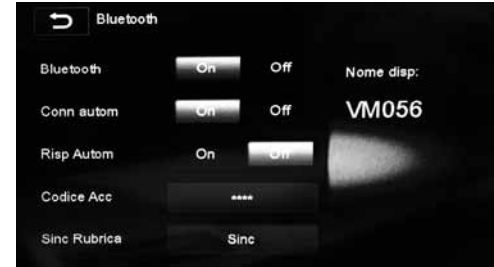 Bluetooth
Bluetooth On Off
Nome disp:
Conn autom On Off
VM056
Risp Autom On Off
Codice Acc ****
Sinc Rubrica Sinc